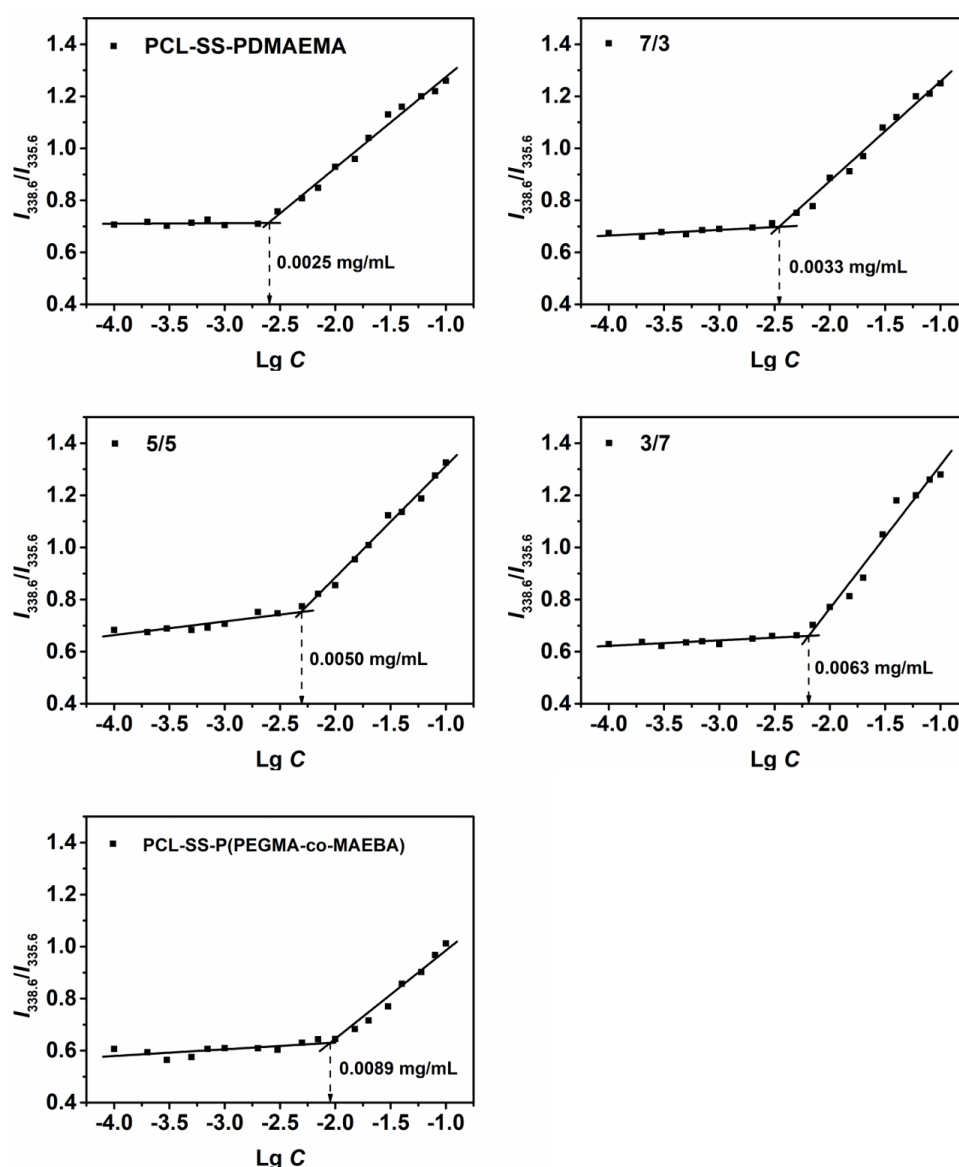 PCL-SS-PDMAEMA
I338.6/I335.6
1.4
1.2
1.0
0.8
0.6
0.4
0.0025 mg/mL
-4.0 -3.5 -3.0 -2.5 -2.0 -1.5 -1.0
Lg C
7/3
I338.6/I335.6
1.4
1.2
1.0
0.8
0.6
0.4
0.0033 mg/mL
-4.0 -3.5 -3.0 -2.5 -2.0 -1.5 -1.0
Lg C
5/5
I338.6/I335.6
1.4
1.2
1.0
0.8
0.6
0.4
0.0050 mg/mL
-4.0 -3.5 -3.0 -2.5 -2.0 -1.5 -1.0
Lg C
3/7
I338.6/I335.6
1.4
1.2
1.0
0.8
0.6
0.4
0.0063 mg/mL
-4.0 -3.5 -3.0 -2.5 -2.0 -1.5 -1.0
Lg C
PCL-SS-P(PEGMA-co-MAEBA)
I338.6/I335.6
1.4
1.2
1.0
0.8
0.6
0.4
0.0089 mg/mL
-4.0 -3.5 -3.0 -2.5 -2.0 -1.5 -1.0
Lg C